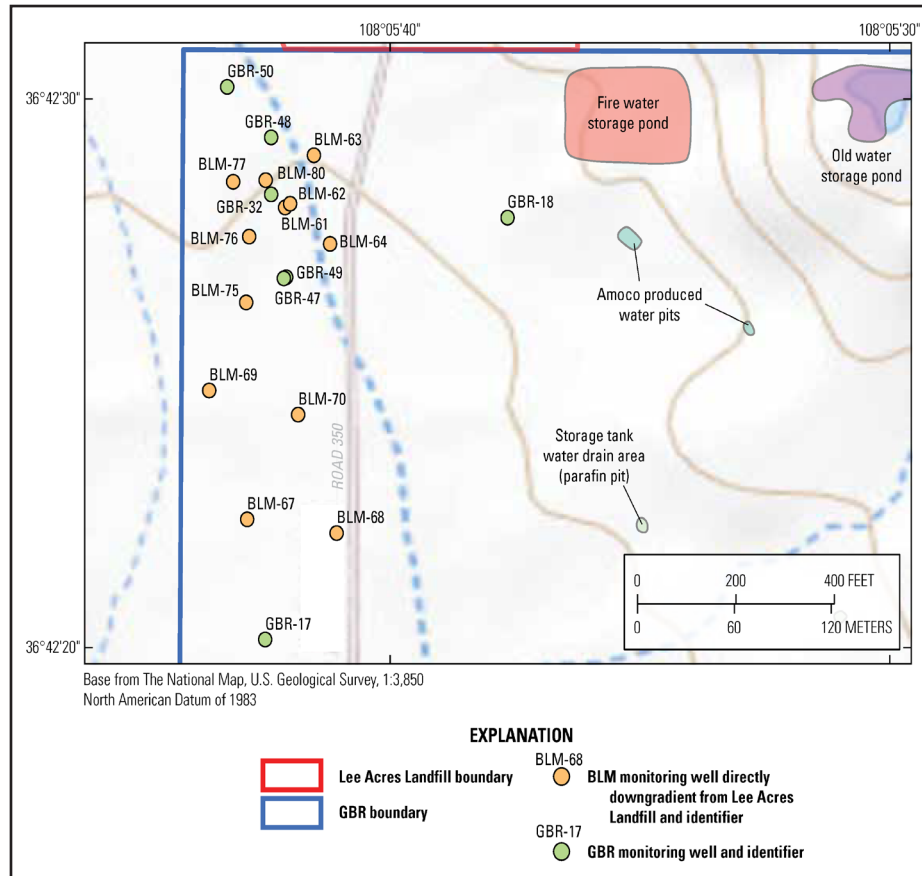 108°05'40"
108°05'30"
36°42'30"
GBR-50
GBR-48
BLM-63
BLM-77
BLM-80
BLM-62
GBR-32
BLM-61
BLM-76
BLM-64
GBR-49
GBR-47
BLM-75
BLM-69
BLM-70
ROAD 350
BLM-67
BLM-68
GBR-17
36°42'20"
GBR-18
Fire water
storage pond
Old water
storage pond
Amoco produced
water pits
Storage tank
water drain area
(parafin pit)
0 200 400 FEET
0 60 120 METERS
Base from The National Map, U.S. Geological Survey, 1:3,850
North American Datum of 1983
EXPLANATION
Lee Acres Landfill boundary
GBR boundary
BLM-68
BLM monitoring well directly
downgradient from Lee Acres
Landfill and identifier
GBR-17
GBR monitoring well and identifier